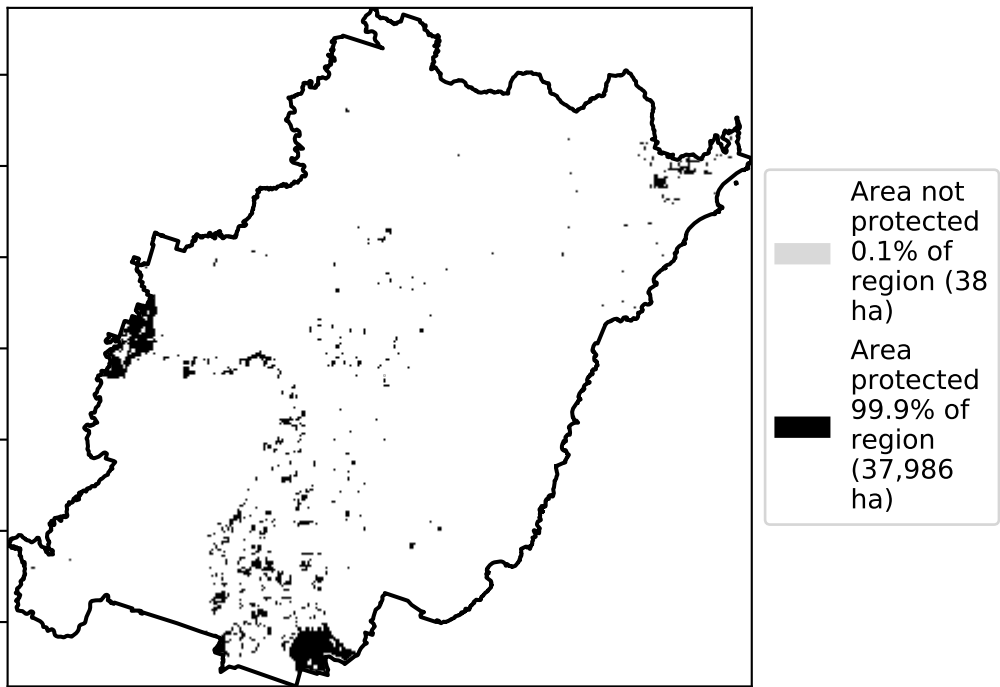 Area not
protected
0.1% of
region (38
ha)
Area
protected
99.9% of
region
(37,986
ha)